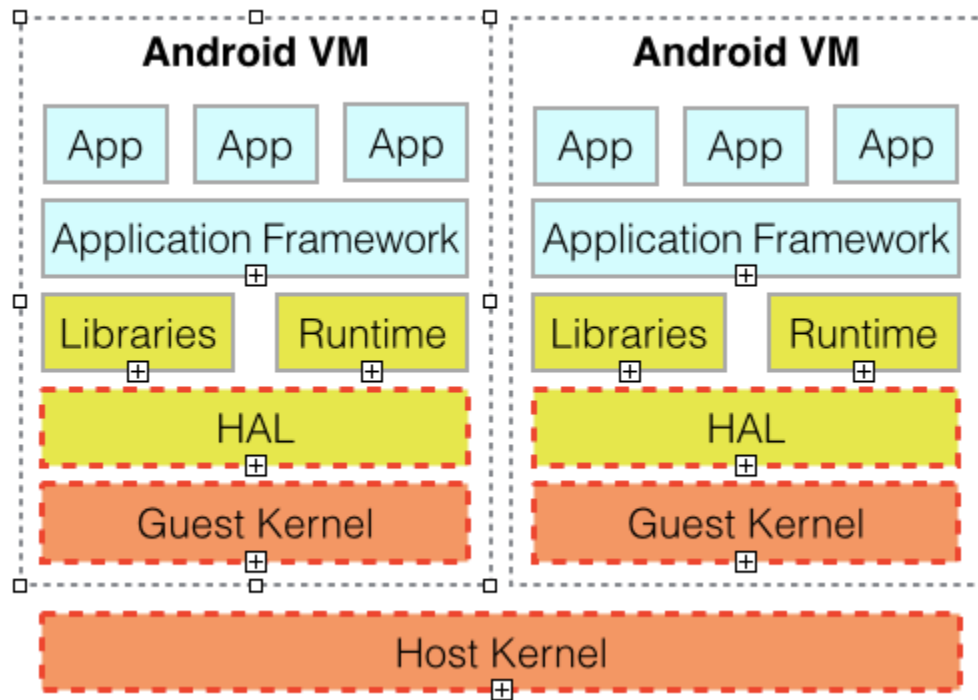 Android VM
App App App
Application Framework
Libraries Runtime
HAL
Guest Kernel
Android VM
App App App
Application Framework
Libraries Runtime
HAL
Guest Kernel
Host Kernel